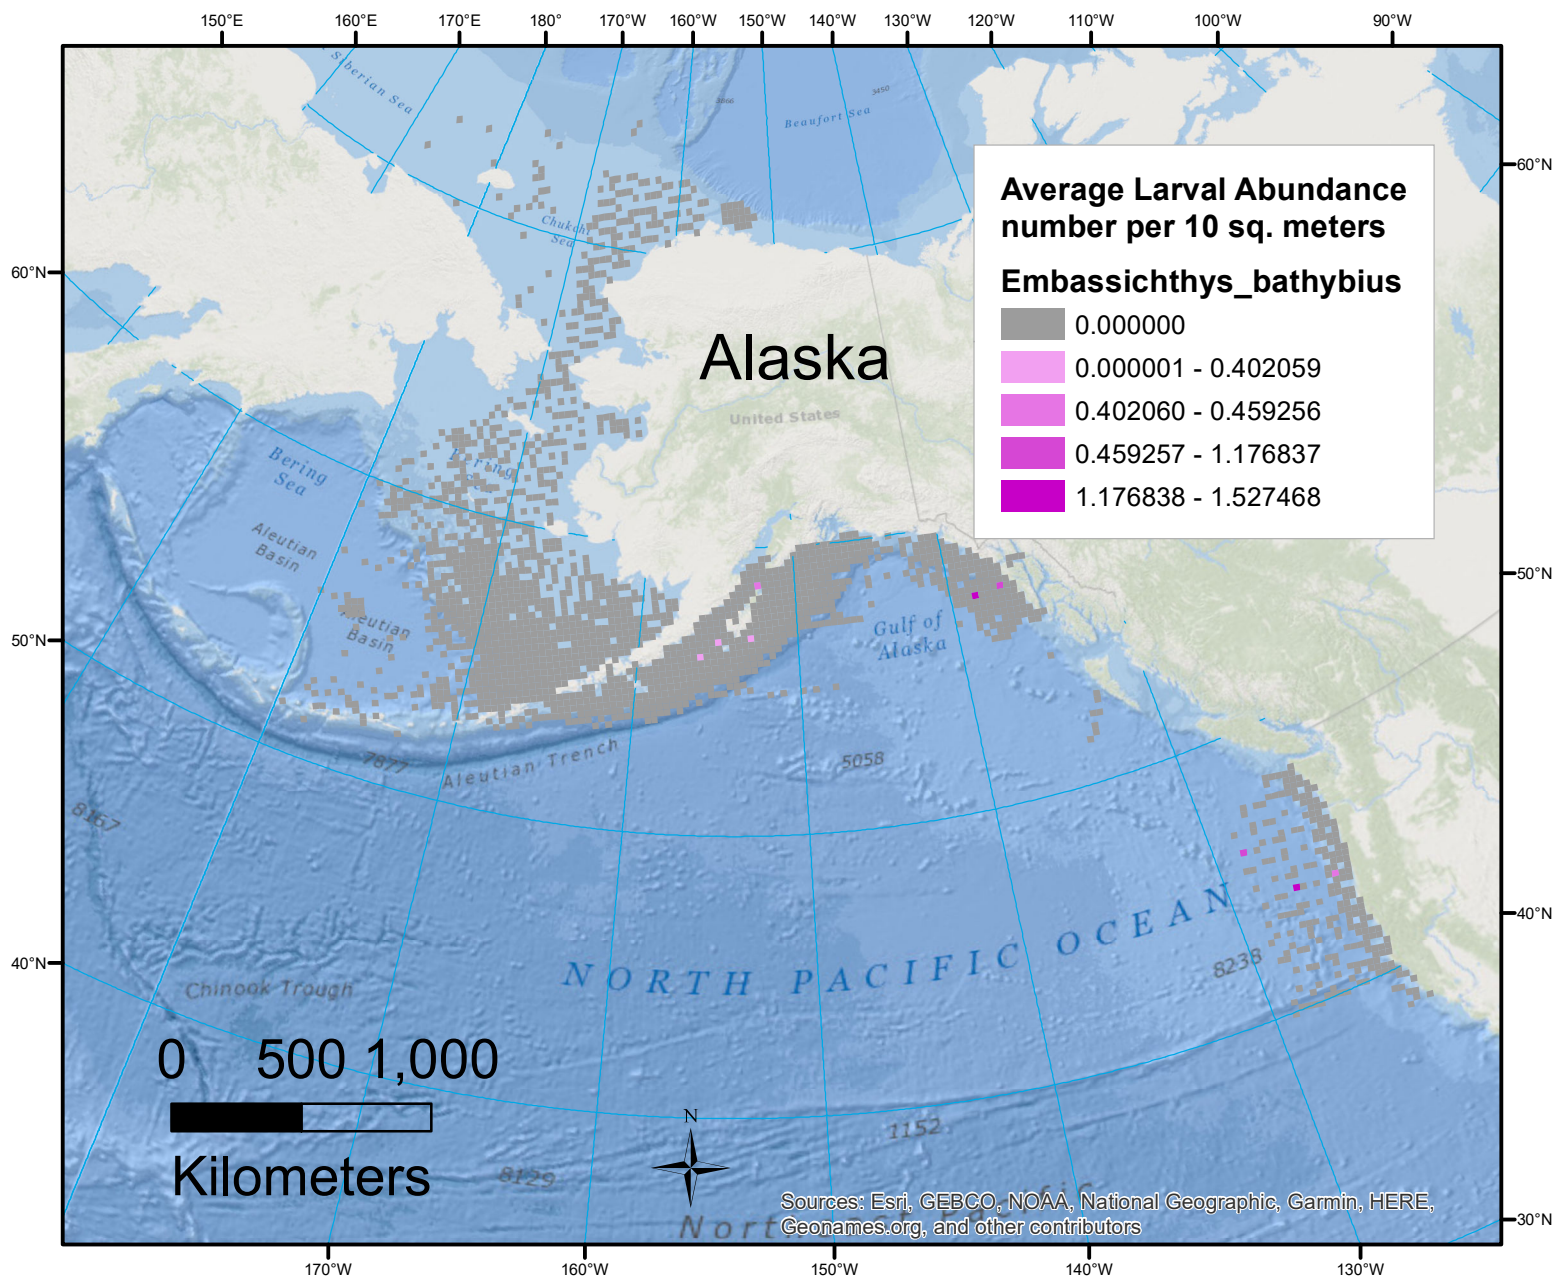 150°E 160°E 170°E 180° 170°W 160°W 150°W 140°W 130°W 120°W 110°W 100°W 90°W
Siberian Sea
3866
3450
Beaufort Sea
Chukchi
Sea
60°N
60°N
50°N
50°N
40°N
40°N
30°N
Average Larval Abundance
number per 10 sq. meters
Embassichthys_bathybius
0.000000
0.000001 - 0.402059
0.402060 - 0.459256
0.459257 - 1.176837
1.176838 - 1.527468
Alaska
United States
Bering
Sea
Bering
Aleutian
Basin
Aleutian
Basin
Gulf of
Alaska
7877
Aleutian Trench
5058
8167
NORTH PACIFIC OCEAN
8238
Chinook Trough
0 500 1,000
Kilometers
N
1152
8129
Sources: Esri, GEBCO, NOAA, National Geographic, Garmin, HERE,
Geonames.org, and other contributors
170°W 160°W 150°W 140°W 130°W